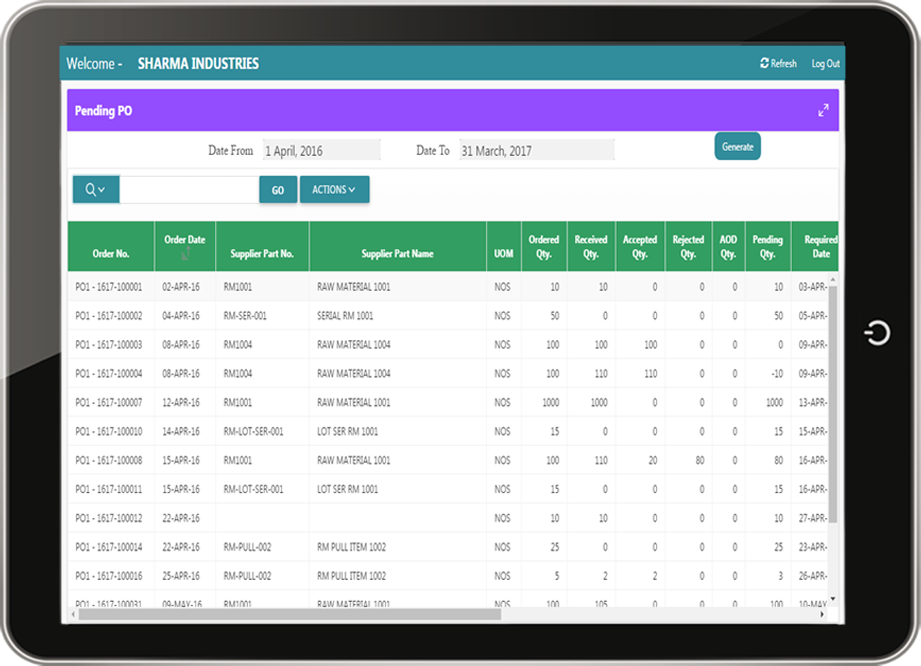 Welcome - SHARMA INDUSTRIES Refresh Log Out
Pending PO
Date From 1 April, 2016 Date To 31 March, 2017 Generate
GO ACTIONS
Order No. Order Date Supplier Part No. Supplier Part Name UOM Ordered Qty. Received Qty. Accepted Qty. Rejected Qty. AOD Qty. Pending Qty. Required Date
PO1 - 1617-100001 02-APR-16 RM1001 RAW MATERIAL 1001 NOS 10 10 0 0 0 10 03-APR-
PO1 - 1617-100002 04-APR-16 RM-SER-001 SERIAL RM 1001 NOS 50 0 0 0 0 50 05-APR-
PO1 - 1617-100003 08-APR-16 RM1004 RAW MATERIAL 1004 NOS 100 100 100 0 0 0 09-APR-
PO1 - 1617-100004 08-APR-16 RM1004 RAW MATERIAL 1004 NOS 100 110 110 0 0 -10 09-APR-
PO1 - 1617-100007 12-APR-16 RM1001 RAW MATERIAL 1001 NOS 1000 1000 0 0 0 1000 13-APR-
PO1 - 1617-100010 14-APR-16 RM-LOT-SER-001 LOT SER RM 1001 NOS 15 0 0 0 0 15 15-APR-
PO1 - 1617-100008 15-APR-16 RM1001 RAW MATERIAL 1001 NOS 100 110 20 80 0 80 16-APR-
PO1 - 1617-100011 15-APR-16 RM-LOT-SER-001 LOT SER RM 1001 NOS 15 0 0 0 0 15 16-APR-
PO1 - 1617-100012 22-APR-16 NOS 10 10 0 0 0 10 27-APR-
PO1 - 1617-100014 22-APR-16 RM-PULL-002 RM PULL ITEM 1002 NOS 25 0 0 0 0 25 23-APR-
PO1 - 1617-100016 25-APR-16 RM-PULL-002 RM PULL ITEM 1002 NOS 5 2 2 0 0 3 26-APR-
PO1 - 1617-100031 09-MAY-16 RM1001 RAW MATERIAL 1001 NOS 100 105 0 0 0 100 10-MAY